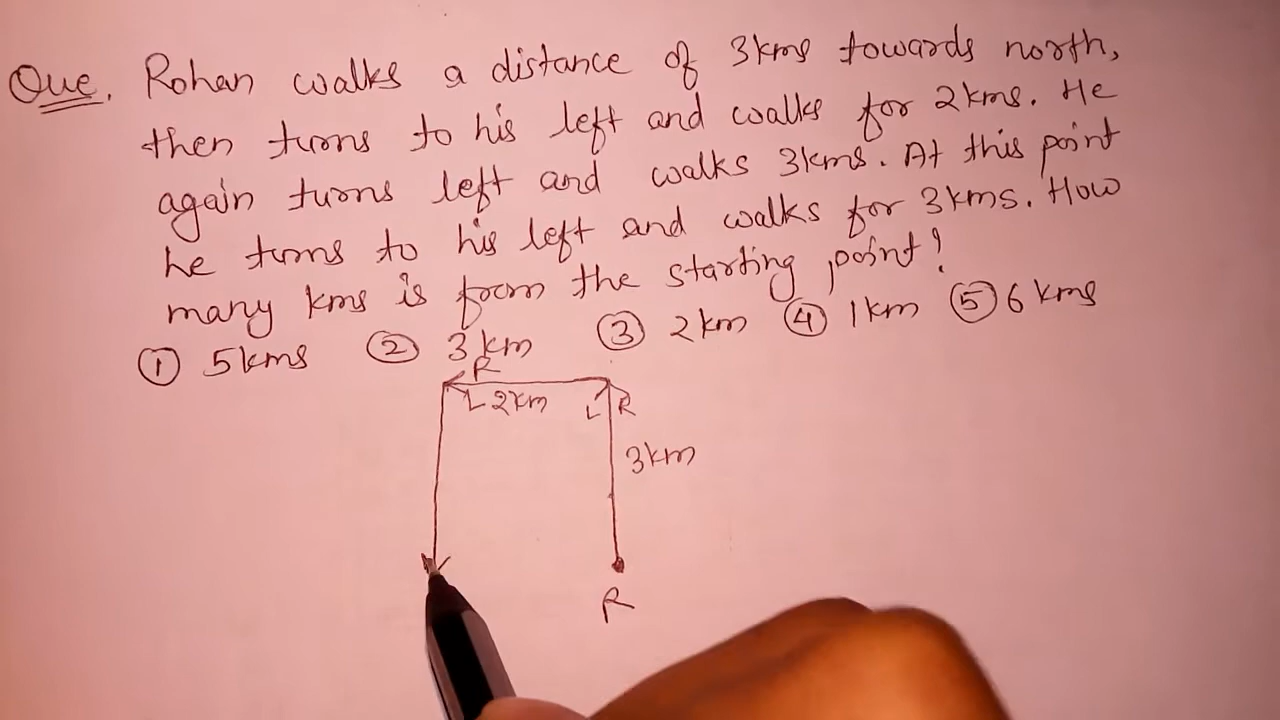 Que. Rohan walks a distance of 3kms towards north,
then turns to his left and walks for 2kms. He
again turns left and walks 3kms. At this point
he turns to his left and walks for 3kms. How
many kms is from the starting point?
① 5kms ② 3km ③ 2km ④ 1km ⑤ 6kms
R
L 2km L R
3km
R